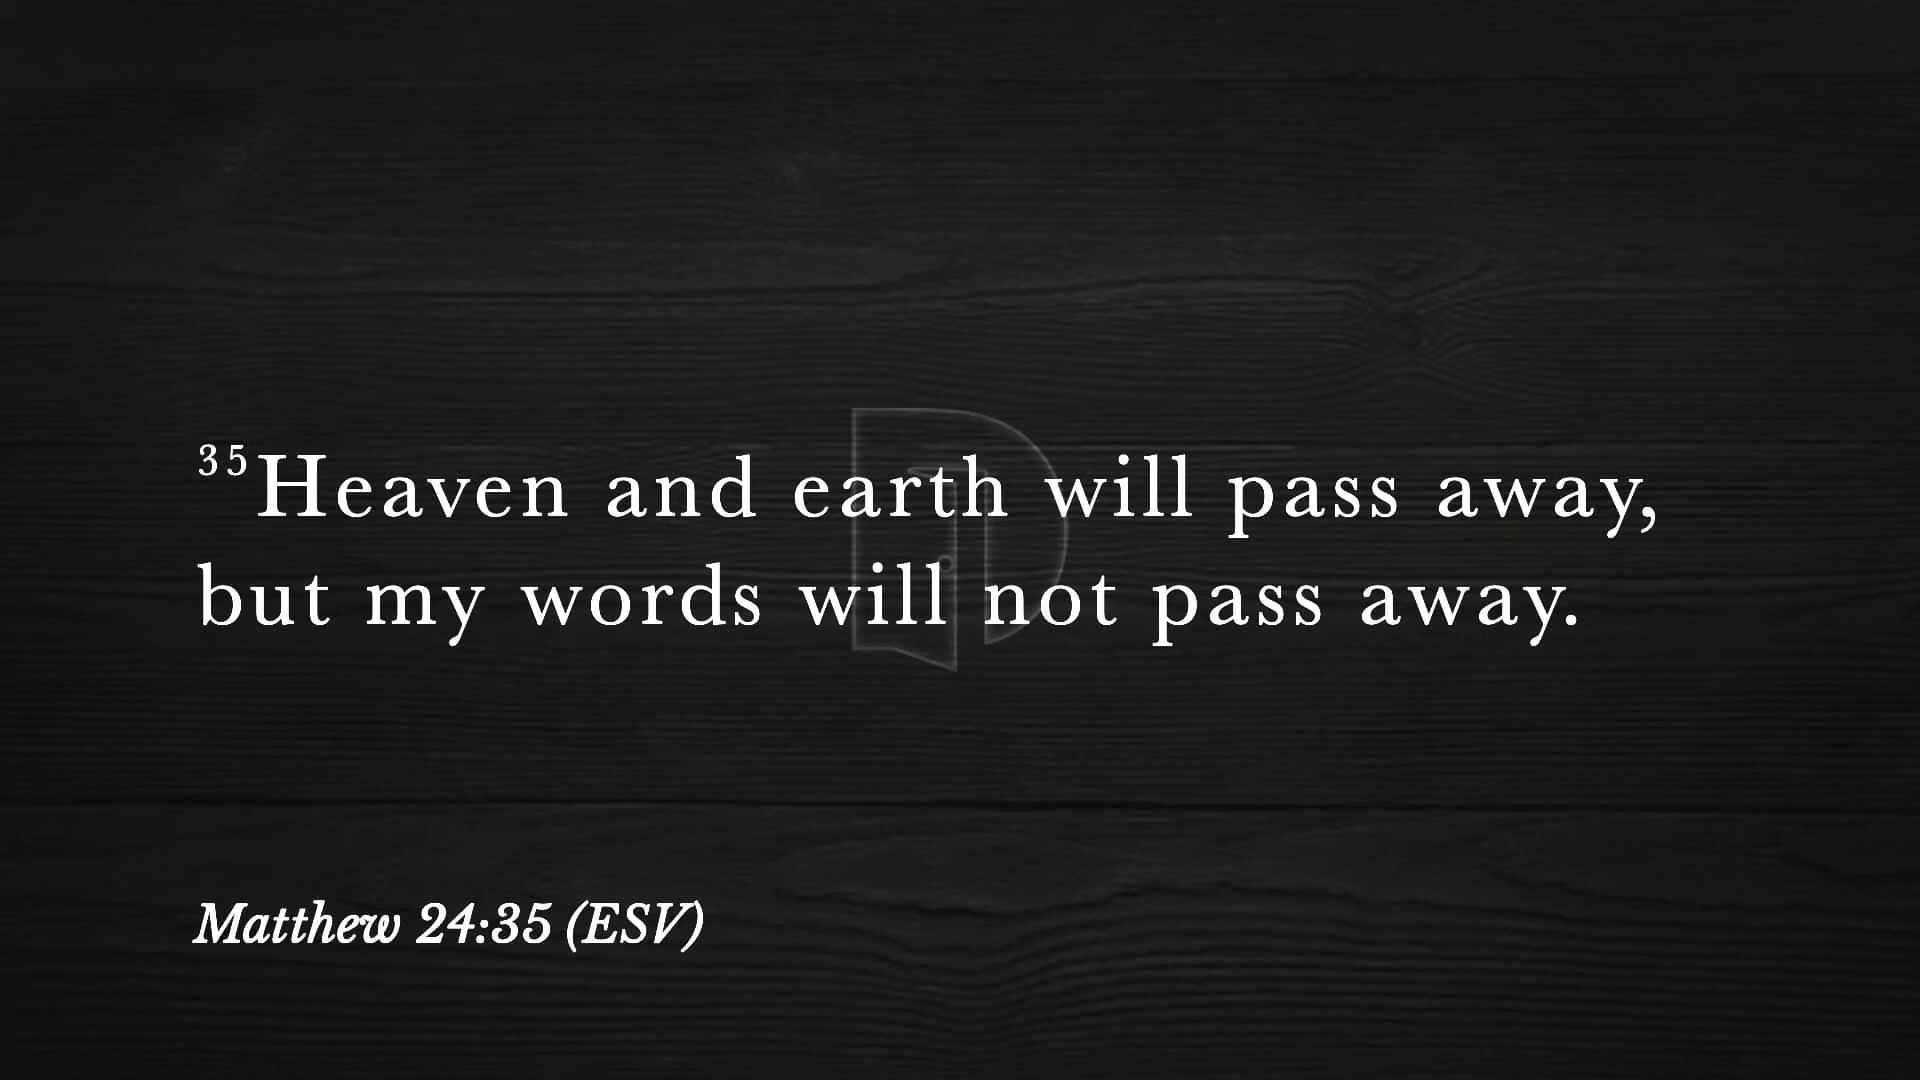 35Heaven and earth will pass away,
but my words will not pass away.
Matthew 24:35 (ESV)